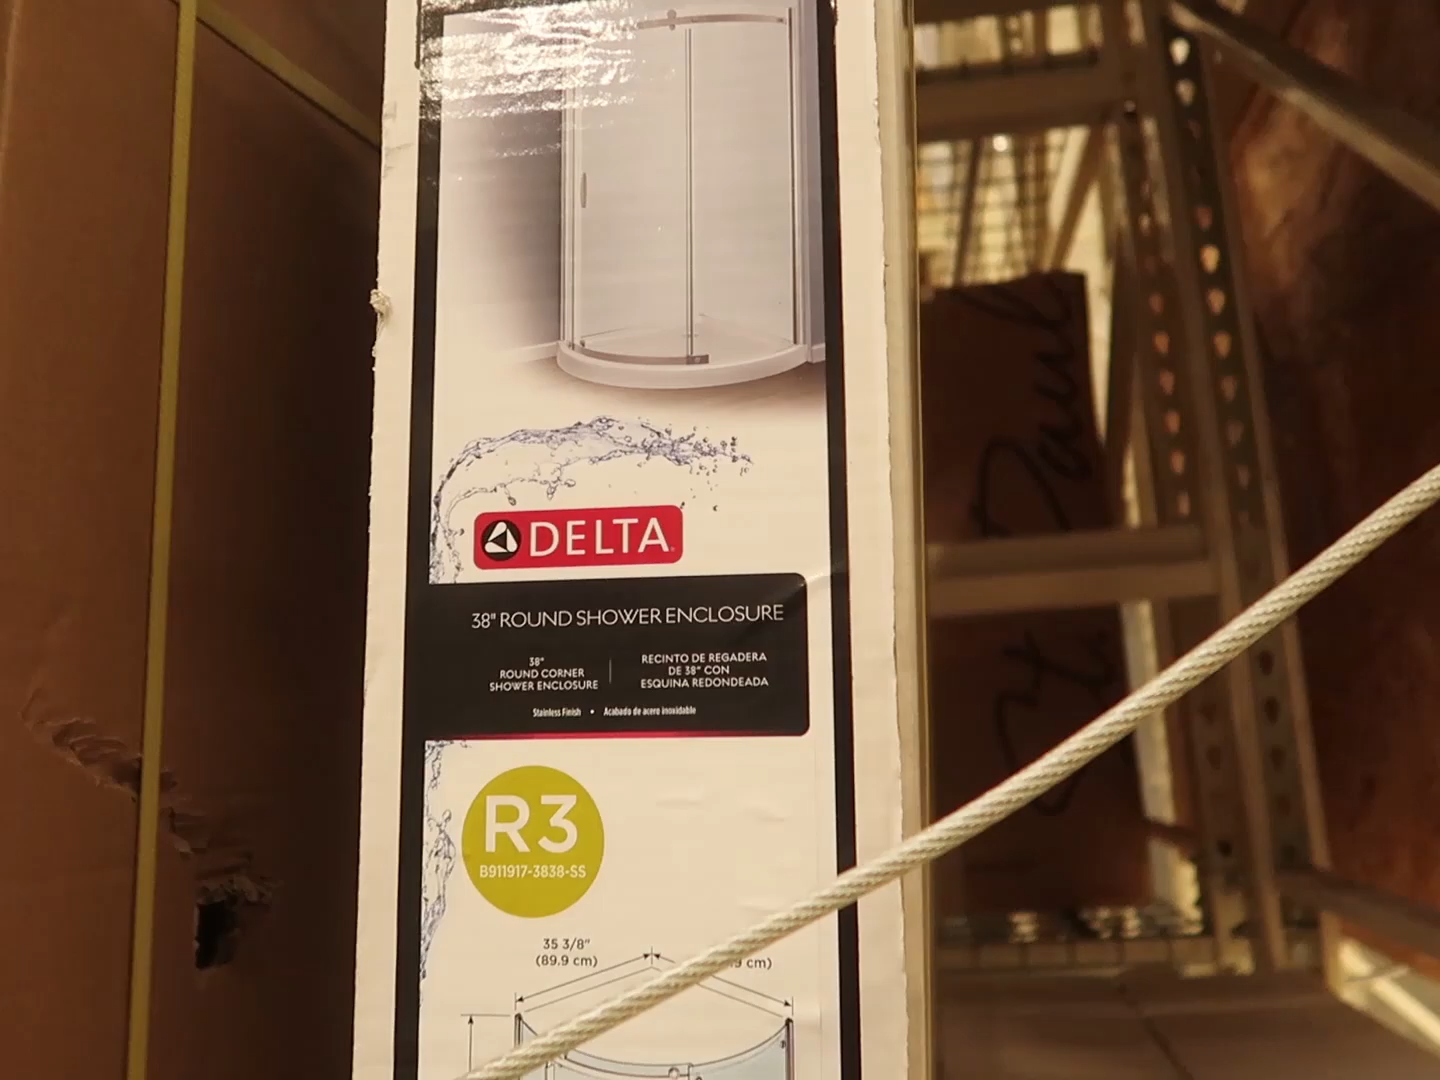 DELTA
38" ROUND SHOWER ENCLOSURE
38"
ROUND CORNER
SHOWER ENCLOSURE
RECINTO DE REGADERA
DE 38" CON
ESQUINA REDONDEADA
Stainless Finish • Acabado de acero inoxidable
R3
B911917-3838-SS
35 3/8"
(89.9 cm)
cm)